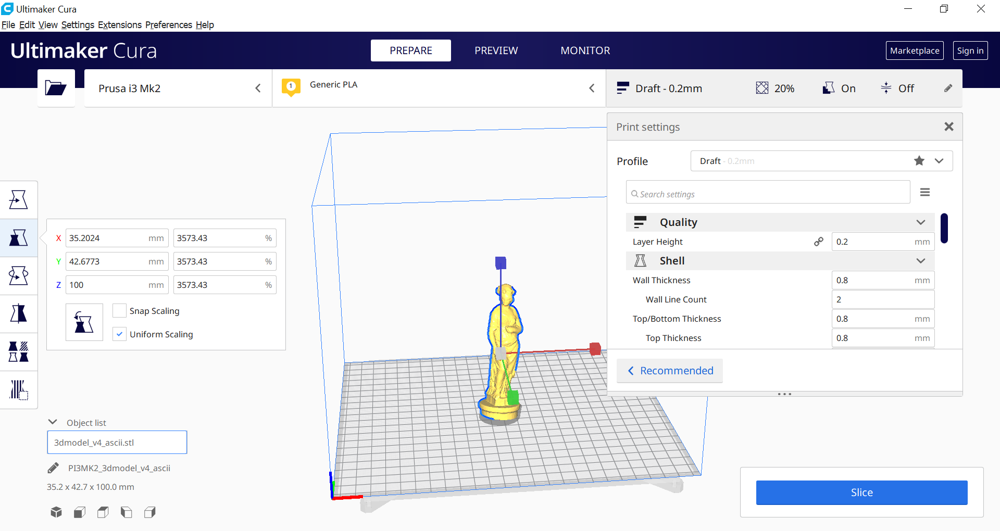 Ultimaker Cura
File Edit View Settings Extensions Preferences Help
Ultimaker Cura
PREPARE
PREVIEW
MONITOR
Marketplace
Sign in
Prusa i3 Mk2
1
Generic PLA
Draft - 0.2mm
20%
On
Off
Print settings
Profile
Draft - 0.2mm
Search settings
Quality
Layer Height 0.2 mm
Shell
Wall Thickness 0.8 mm
Wall Line Count 2
Top/Bottom Thickness 0.8 mm
Top Thickness 0.8 mm
Recommended
X 35.2024 mm 3573.43 %
Y 42.6773 mm 3573.43 %
Z 100 mm 3573.43 %
Snap Scaling
Uniform Scaling
Object list
3dmodel_v4_ascii.stl
PI3MK2_3dmodel_v4_ascii
35.2 x 42.7 x 100.0 mm
Slice